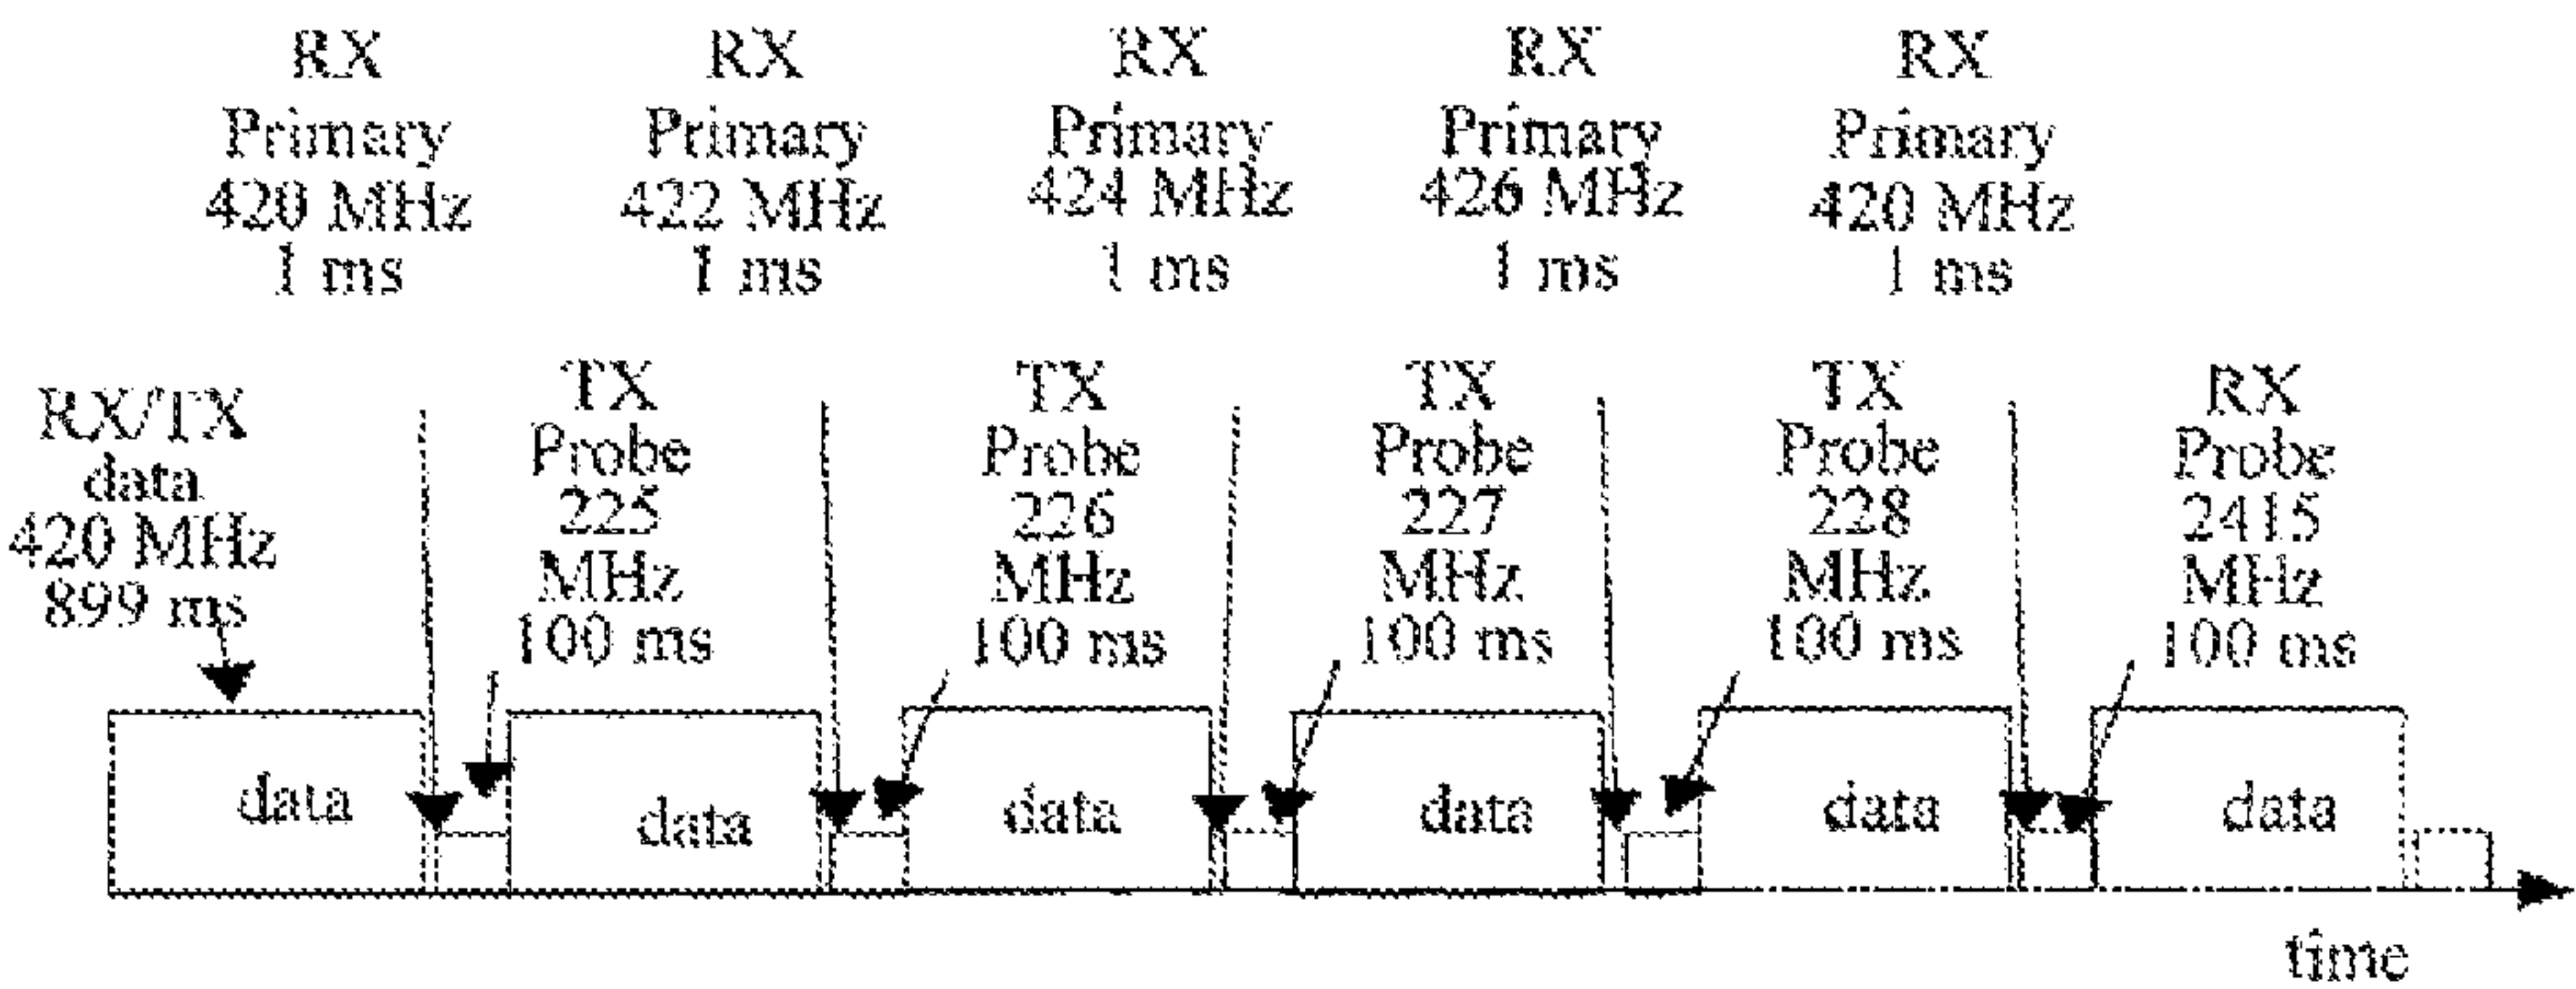 RX
Primary
420 MHz
1 ms
RX
Primary
422 MHz
1 ms
RX
Primary
424 MHz
1 ms
RX
Primary
426 MHz
1 ms
RX
Primary
420 MHz
1 ms
RX/TX
data
420 MHz
899 ms
TX
Probe
225
MHz
100 ms
TX
Probe
226
MHz
100 ms
TX
Probe
227
MHz
100 ms
TX
Probe
228
MHz
100 ms
RX
Probe
2415
MHz
100 ms
data
data
data
data
data
data
time